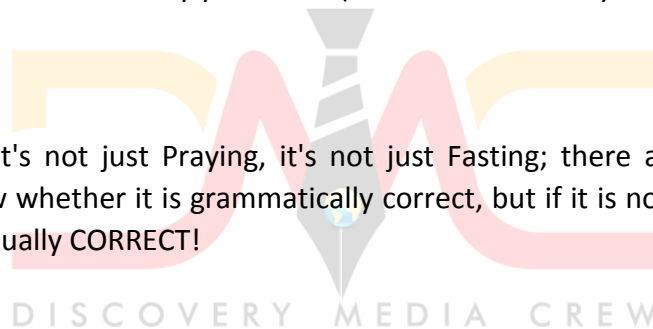 t's not just Praying, it's not just Fasting; there a
w whether it is grammatically correct, but if it is no
ually CORRECT!
DISCOVERY MEDIA CREW